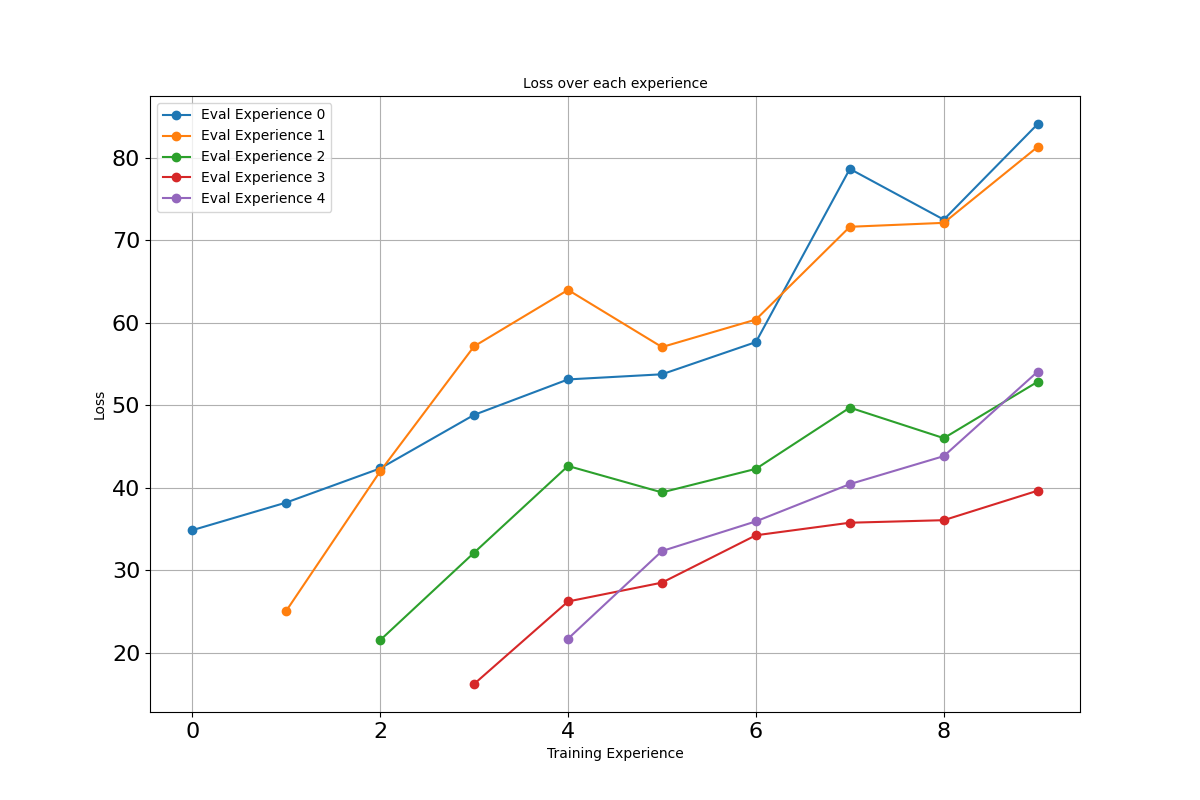 Loss over each experience
Eval Experience 0
Eval Experience 1
Eval Experience 2
Eval Experience 3
Eval Experience 4
80
70
60
50
40
30
20
Loss
0 2 4 6 8
Training Experience